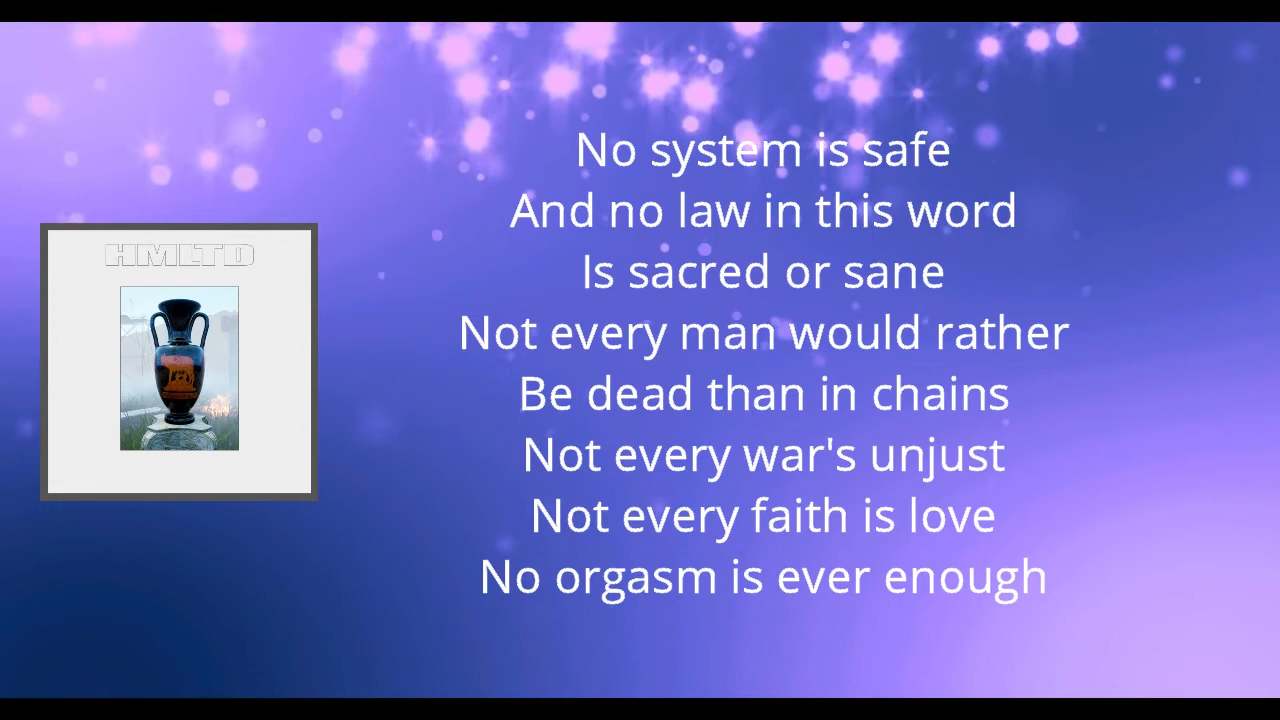 HMLTD
No system is safe
And no law in this word
Is sacred or sane
Not every man would rather
Be dead than in chains
Not every war's unjust
Not every faith is love
No orgasm is ever enough